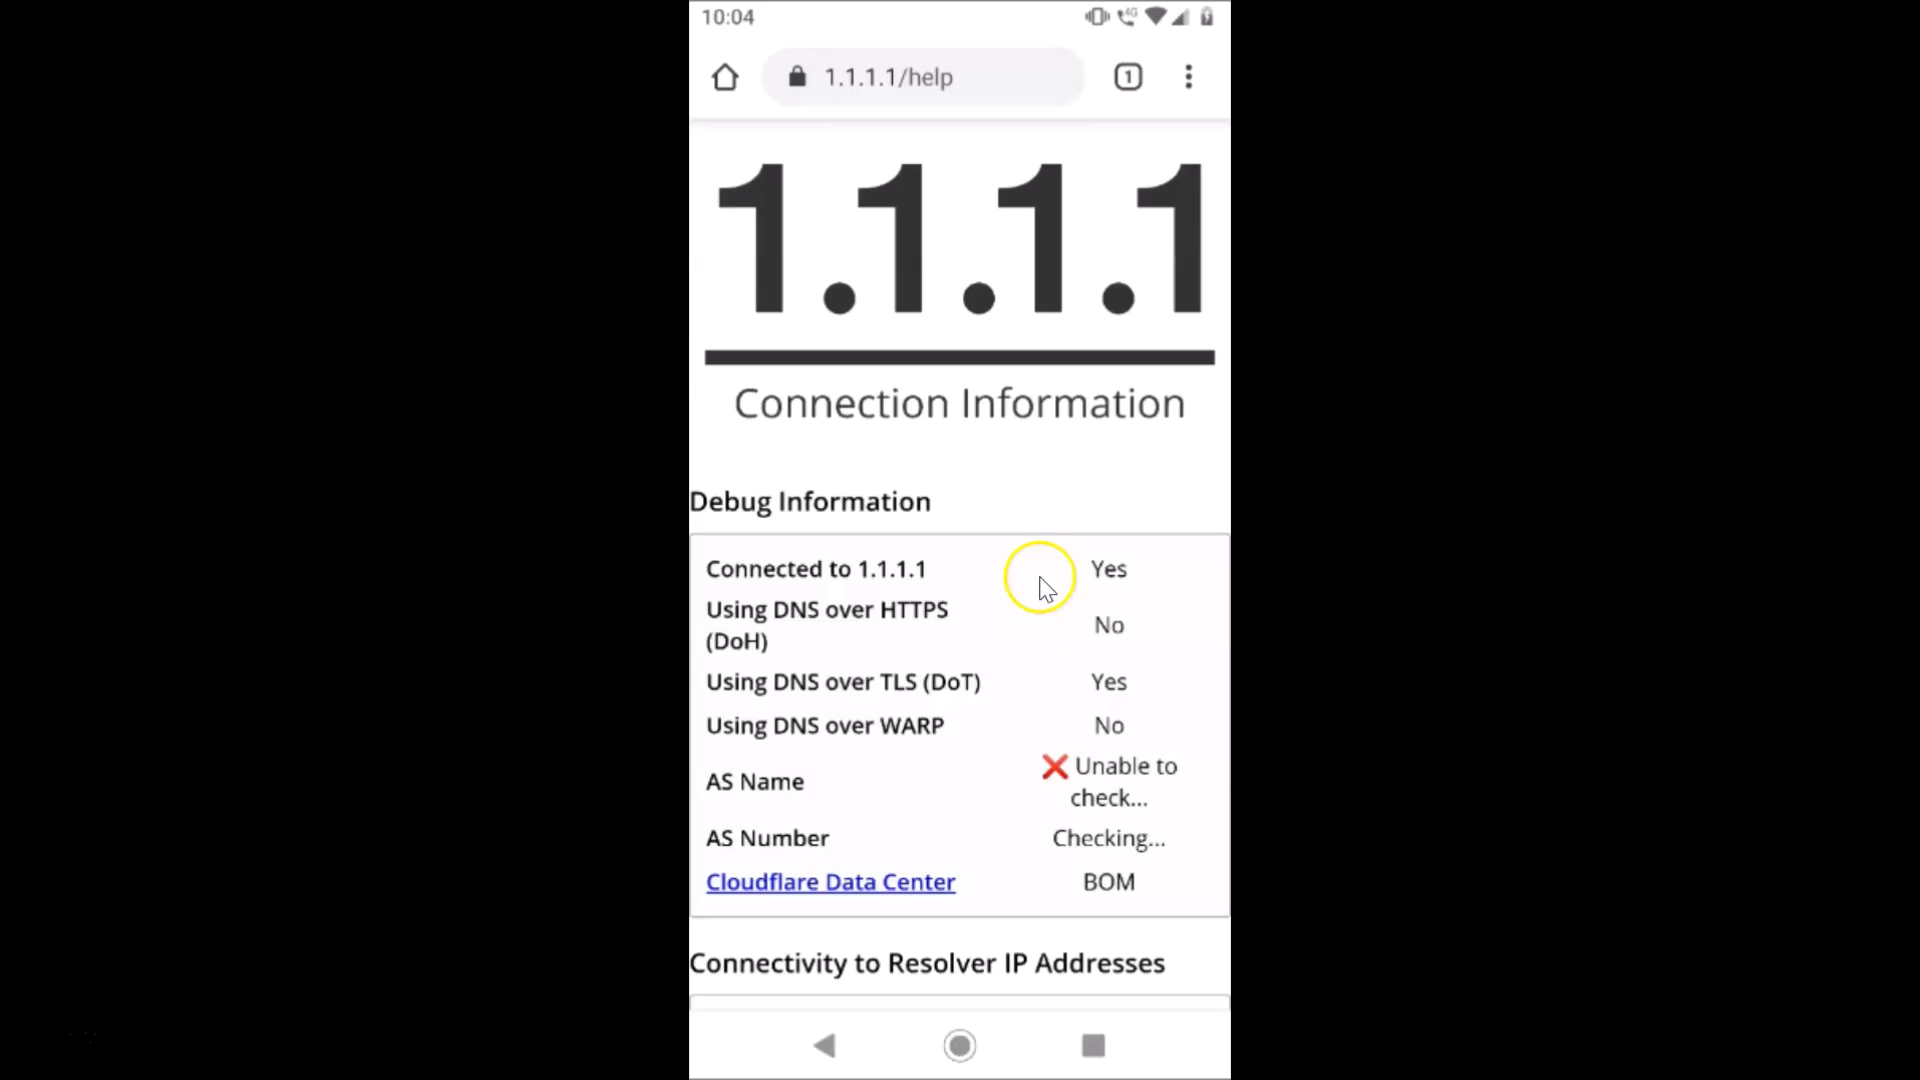 10:04
4G
1.1.1.1/help
1
1.1.1.1
Connection Information
Debug Information
Connected to 1.1.1.1 Yes
Using DNS over HTTPS
(DoH) No
Using DNS over TLS (DoT) Yes
Using DNS over WARP No
AS Name ❌ Unable to
check...
AS Number Checking...
Cloudflare Data Center BOM
Connectivity to Resolver IP Addresses